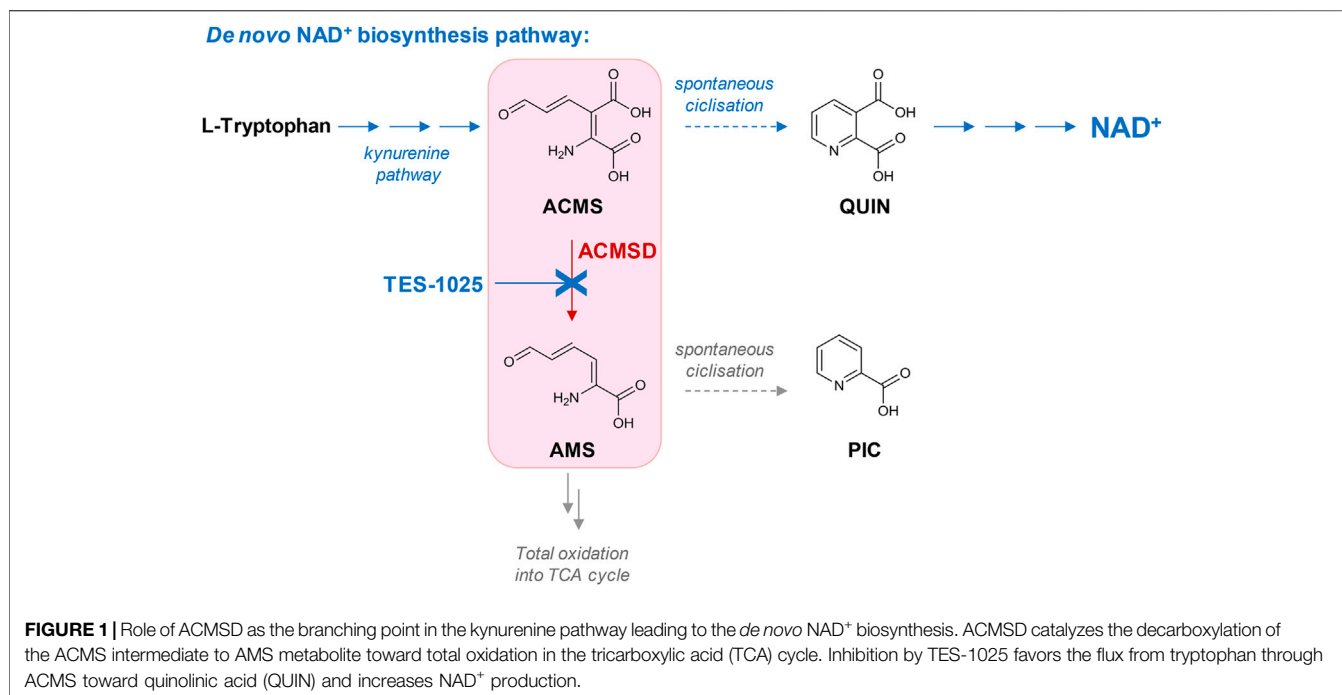 De novo NAD+ biosynthesis pathway:
L-Tryptophan
kynurenine
pathway
O
O
OH
H2N
O
OH
ACMS
spontaneous
ciclisation
O
OH
N
O
OH
QUIN
NAD+
ACMSD
TES-1025
O
H2N
O
OH
AMS
spontaneous
ciclisation
N
O
OH
PIC
Total oxidation
into TCA cycle
FIGURE 1 | Role of ACMSD as the branching point in the kynurenine pathway leading to the de novo NAD+ biosynthesis. ACMSD catalyzes the decarboxylation of
the ACMS intermediate to AMS metabolite toward total oxidation in the tricarboxylic acid (TCA) cycle. Inhibition by TES-1025 favors the flux from tryptophan through
ACMS toward quinolinic acid (QUIN) and increases NAD+ production.